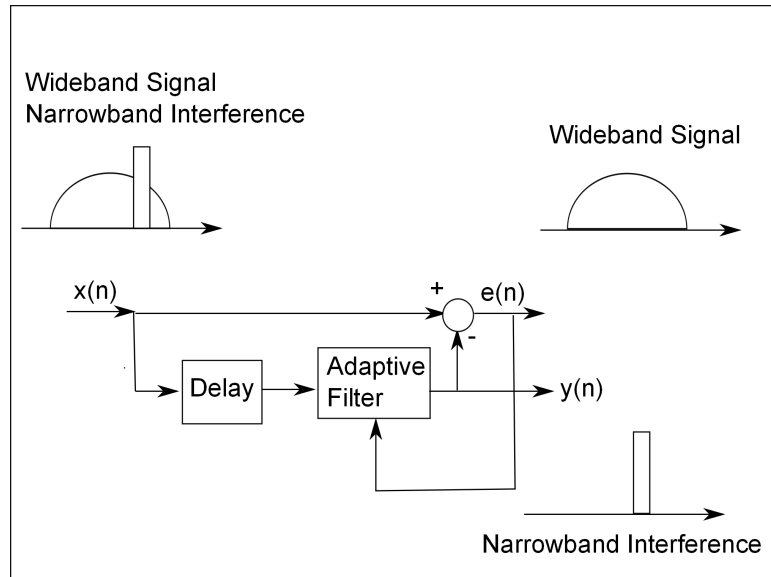 Wideband Signal
Narrowband Interference
Wideband Signal
x(n)
+
e(n)
-
Delay
Adaptive
Filter
y(n)
Narrowband Interference